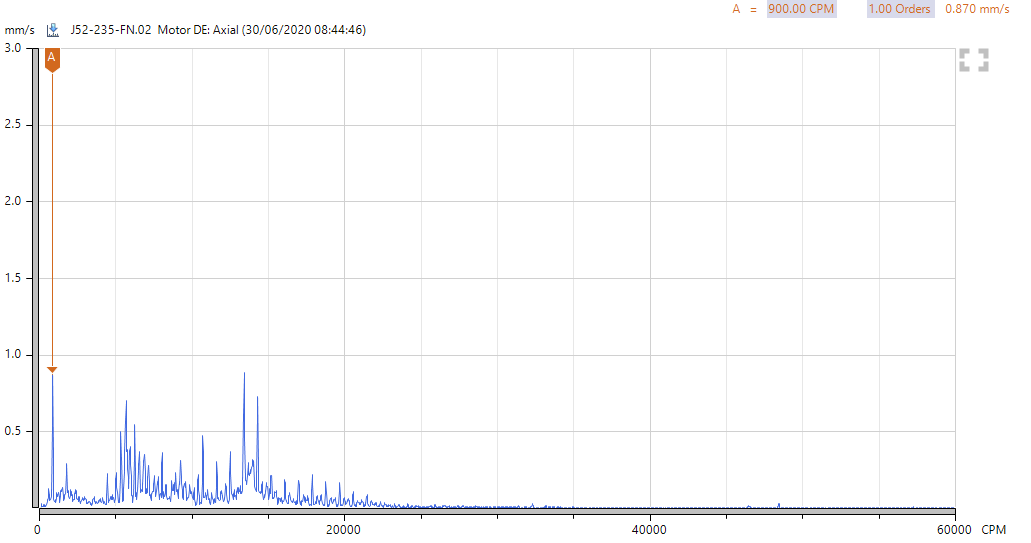 A = 900.00 CPM 1.00 Orders 0.870 mm/s
mm/s J52-235-FN.02 Motor DE: Axial (30/06/2020 08:44:46)
3.0
A
2.5
2.0
1.5
1.0
0.5
0 20000 40000 60000 CPM